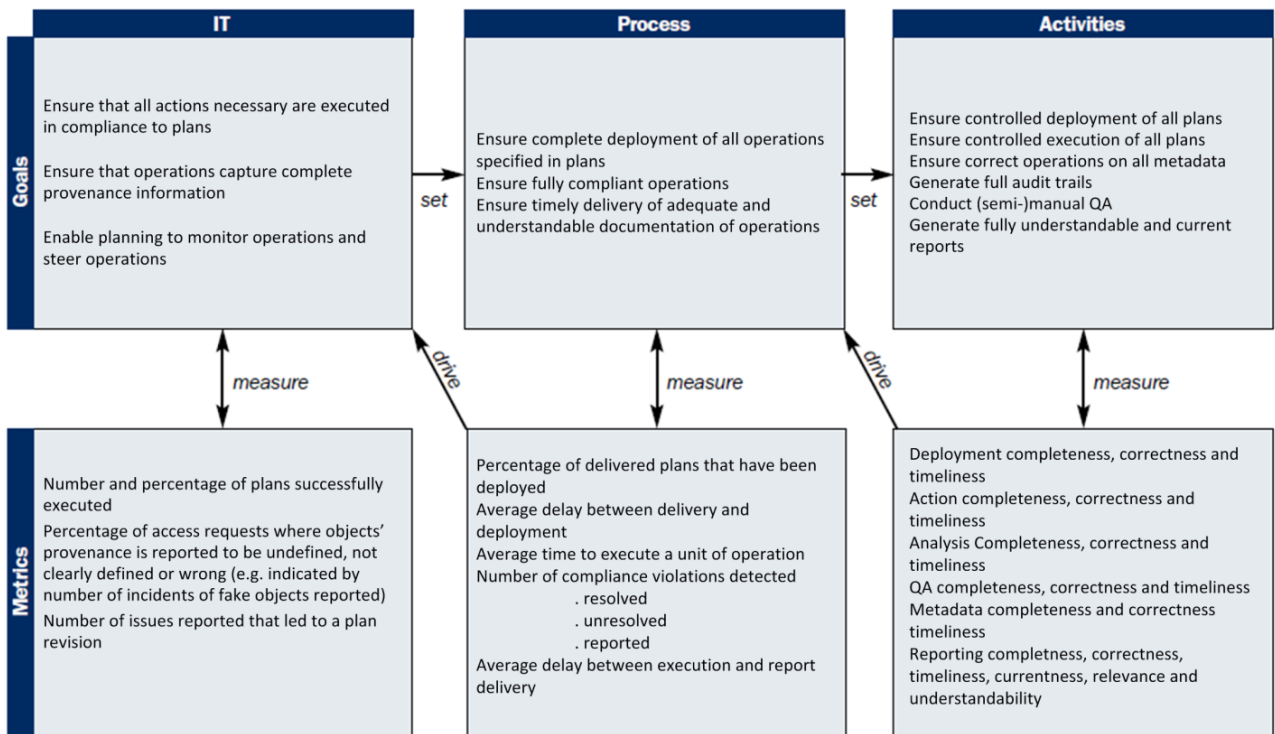 IT
Process
Activities
Goals
Ensure that all actions necessary are executed
in compliance to plans
Ensure that operations capture complete
provenance information
Enable planning to monitor operations and
steer operations
set
Ensure complete deployment of all operations
specified in plans
Ensure fully compliant operations
Ensure timely delivery of adequate and
understandable documentation of operations
set
Ensure controlled deployment of all plans
Ensure controlled execution of all plans
Ensure correct operations on all metadata
Generate full audit trails
Conduct (semi-)manual QA
Generate fully understandable and current
reports
measure
drive
measure
drive
measure
Metrics
Number and percentage of plans successfully
executed
Percentage of access requests where objects’
provenance is reported to be undefined, not
clearly defined or wrong (e.g. indicated by
number of incidents of fake objects reported)
Number of issues reported that led to a plan
revision
Percentage of delivered plans that have been
deployed
Average delay between delivery and
deployment
Average time to execute a unit of operation
Number of compliance violations detected
. resolved
. unresolved
. reported
Average delay between execution and report
delivery
Deployment completeness, correctness and
timeliness
Action completeness, correctness and
timeliness
Analysis Completeness, correctness and
timeliness
QA completeness, correctness and timeliness
Metadata completeness and correctness
timeliness
Reporting completness, correctness,
timeliness, currentness, relevance and
understandability